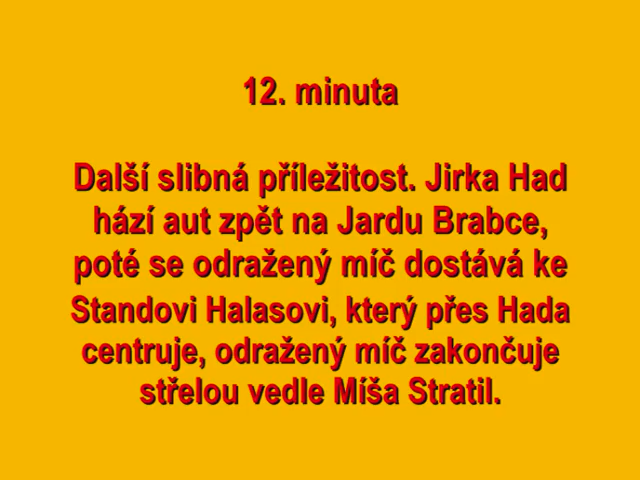 12. minuta
Další slibná příležitost. Jirka Had
hází aut zpět na Jardu Brabce,
poté se odražený míč dostává ke
Standovi Halasovi, který přes Hada
centruje, odražený míč zakončuje
střelou vedle Míša Stratil.